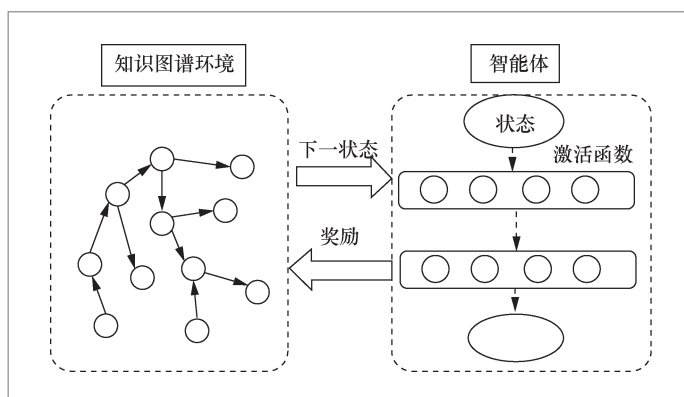 知识图谱环境
智能体
状态
下一状态
激活函数
奖励